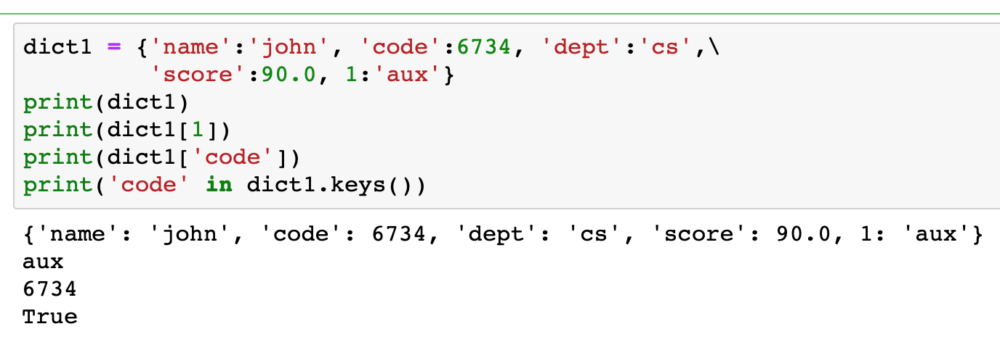 dict1 = {'name':'john', 'code':6734, 'dept':'cs',\
         'score':90.0, 1:'aux'}
print(dict1)
print(dict1[1])
print(dict1['code'])
print('code' in dict1.keys())
{'name': 'john', 'code': 6734, 'dept': 'cs', 'score': 90.0, 1: 'aux'}
aux
6734
True